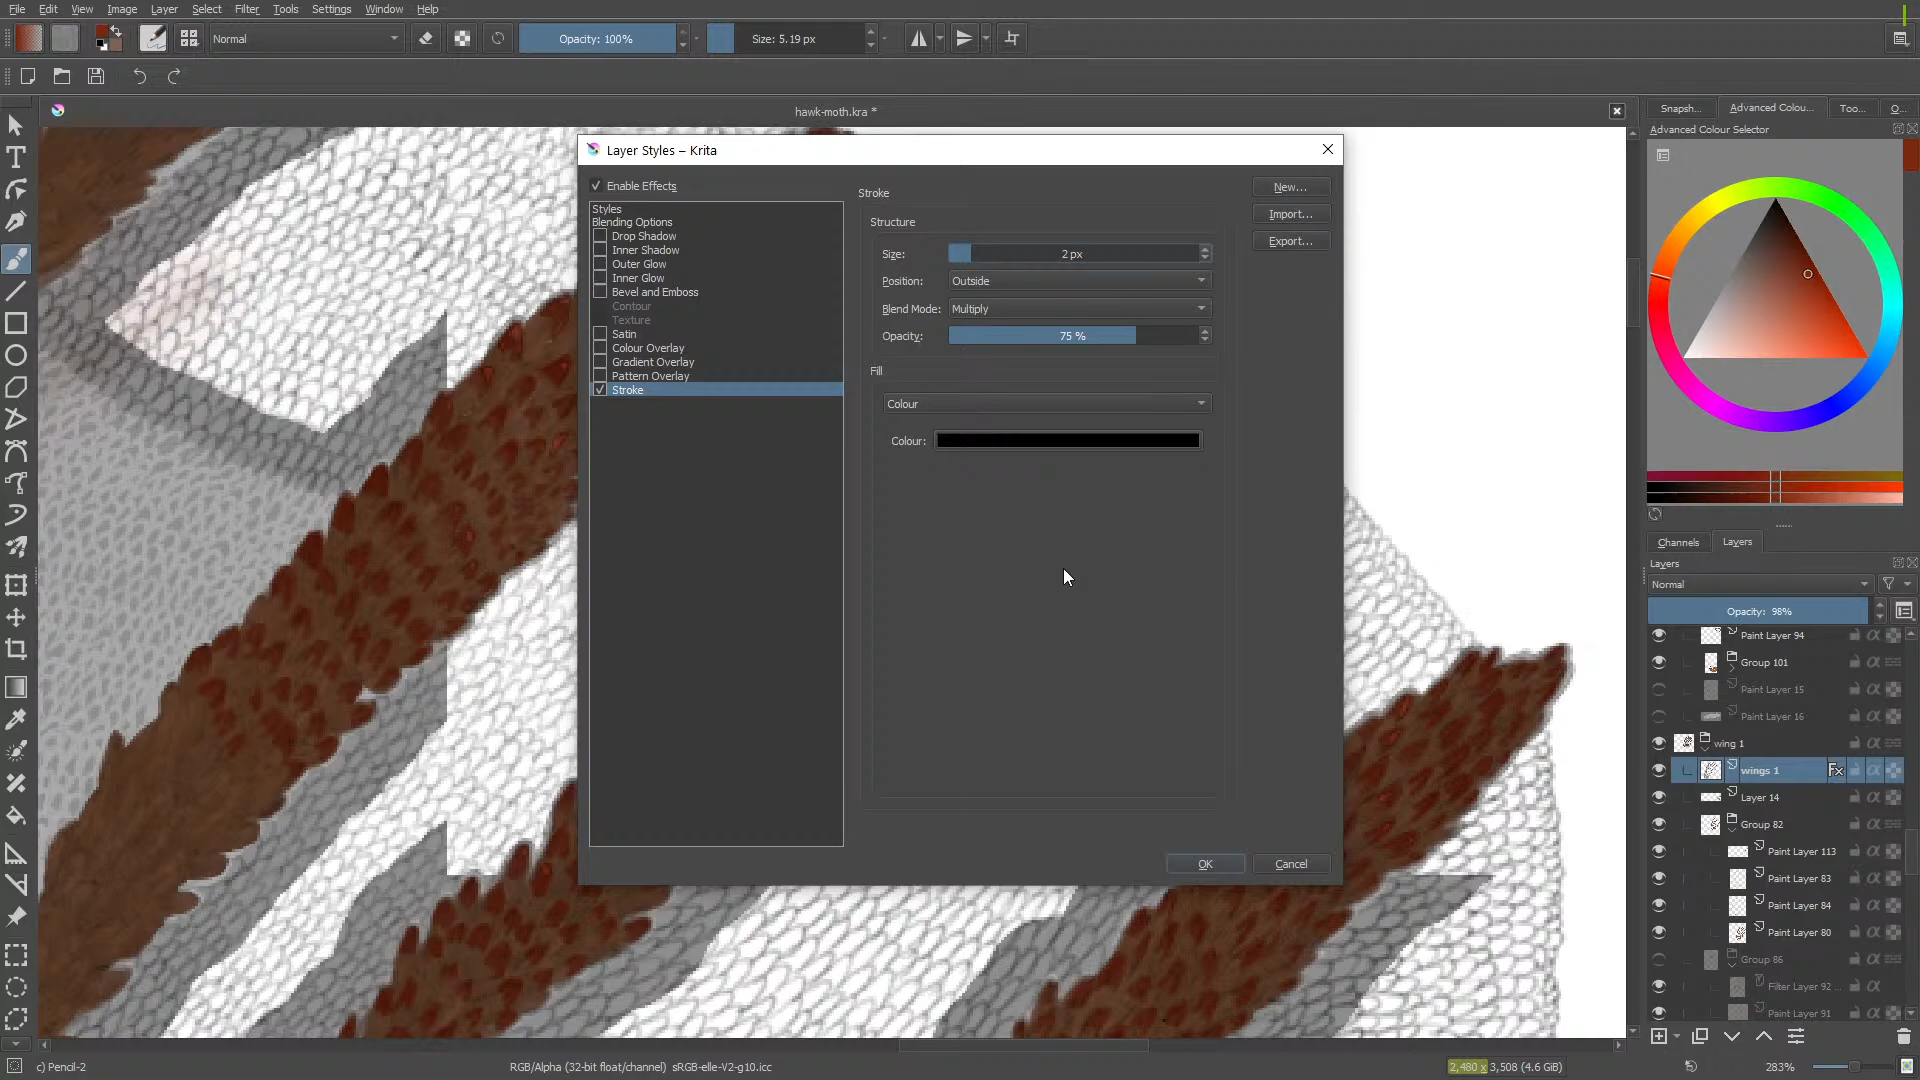 File Edit View Image Layer Select Filter Tools Settings Window Help
Normal Opacity: 100% Size: 5.19 px
hawk-moth.kra *
Snapsh... Advanced Colou... Too... O...
Advanced Colour Selector
Layer Styles – Krita
Enable Effects
Styles
Blending Options
Drop Shadow
Inner Shadow
Outer Glow
Inner Glow
Bevel and Emboss
Contour
Texture
Satin
Colour Overlay
Gradient Overlay
Pattern Overlay
Stroke
Stroke
Structure
Size: 2 px
Position: Outside
Blend Mode: Multiply
Opacity: 75 %
Fill
Colour
Colour:
New...
Import...
Export...
OK Cancel
Channels Layers
Layers
Normal
Opacity: 98%
Paint Layer 94
Group 101
Paint Layer 15
Paint Layer 16
wing 1
wings 1 Fx
Layer 14
Group 82
Paint Layer 113
Paint Layer 83
Paint Layer 84
Paint Layer 80
Group 86
Filter Layer 92 ...
Paint Layer 91
c) Pencil-2 RGB/Alpha (32-bit float/channel) sRGB-elle-V2-g10.icc 2,480 x 3,508 (4.6 GiB) 283%